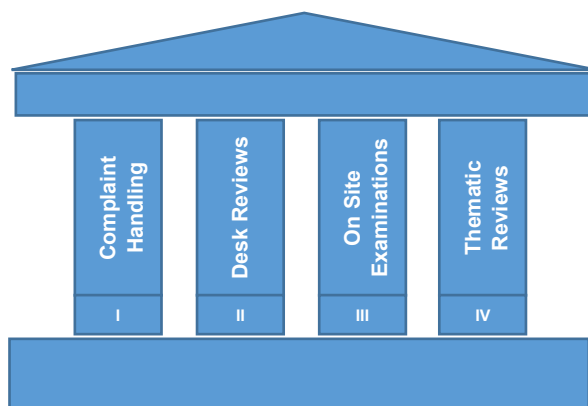 Complaint
Handling
I
Desk Reviews
II
On Site
Examinations
III
Thematic
Reviews
IV